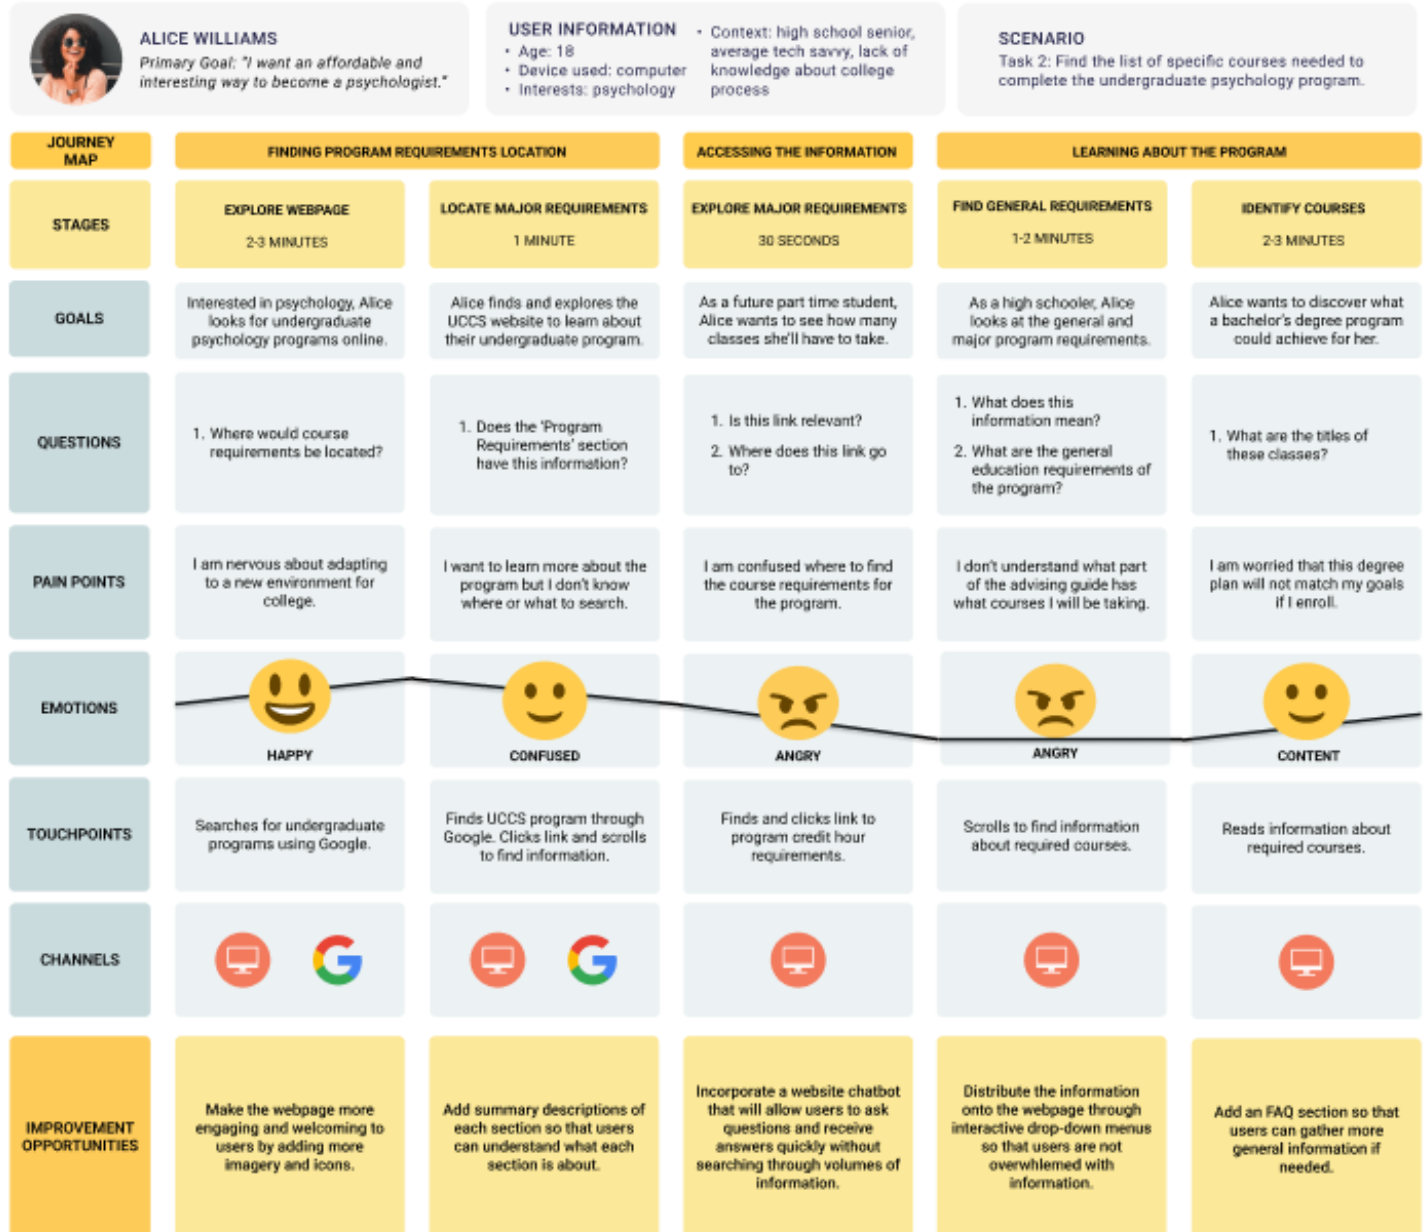 ALICE WILLIAMS
Primary Goal: "I want an affordable and
interesting way to become a psychologist."
USER INFORMATION
• Age: 18
• Device used: computer
• Interests: psychology
• Context: high school senior,
average tech savvy, lack of
knowledge about college
process
SCENARIO
Task 2: Find the list of specific courses needed to
complete the undergraduate psychology program.
JOURNEY
MAP
FINDING PROGRAM REQUIREMENTS LOCATION
ACCESSING THE INFORMATION
LEARNING ABOUT THE PROGRAM
STAGES
EXPLORE WEBPAGE
2-3 MINUTES
LOCATE MAJOR REQUIREMENTS
1 MINUTE
EXPLORE MAJOR REQUIREMENTS
30 SECONDS
FIND GENERAL REQUIREMENTS
1-2 MINUTES
IDENTIFY COURSES
2-3 MINUTES
GOALS
Interested in psychology, Alice
looks for undergraduate
psychology programs online.
Alice finds and explores the
UCCS website to learn about
their undergraduate program.
As a future part time student,
Alice wants to see how many
classes she'll have to take.
As a high schooler, Alice
looks at the general and
major program requirements.
Alice wants to discover what
a bachelor's degree program
could achieve for her.
QUESTIONS
1. Where would course
requirements be located?
1. Does the 'Program
Requirements' section
have this information?
1. Is this link relevant?
2. Where does this link go
to?
1. What does this
information mean?
2. What are the general
education requirements of
the program?
1. What are the titles of
these classes?
PAIN POINTS
I am nervous about adapting
to a new environment for
college.
I want to learn more about the
program but I don't know
where or what to search.
I am confused where to find
the course requirements for
the program.
I don't understand what part
of the advising guide has
what courses I will be taking.
I am worried that this degree
plan will not match my goals
if I enroll.
EMOTIONS
HAPPY
CONFUSED
ANGRY
ANGRY
CONTENT
TOUCHPOINTS
Searches for undergraduate
programs using Google.
Finds UCCS program through
Google. Clicks link and scrolls
to find information.
Finds and clicks link to
program credit hour
requirements.
Scrolls to find information
about required courses.
Reads information about
required courses.
CHANNELS
IMPROVEMENT
OPPORTUNITIES
Make the webpage more
engaging and welcoming to
users by adding more
imagery and icons.
Add summary descriptions of
each section so that users
can understand what each
section is about.
Incorporate a website chatbot
that will allow users to ask
questions and receive
answers quickly without
searching through volumes of
information.
Distribute the information
onto the webpage through
interactive drop-down menus
so that users are not
overwhlemed with
information.
Add an FAQ section so that
users can gather more
general information if
needed.